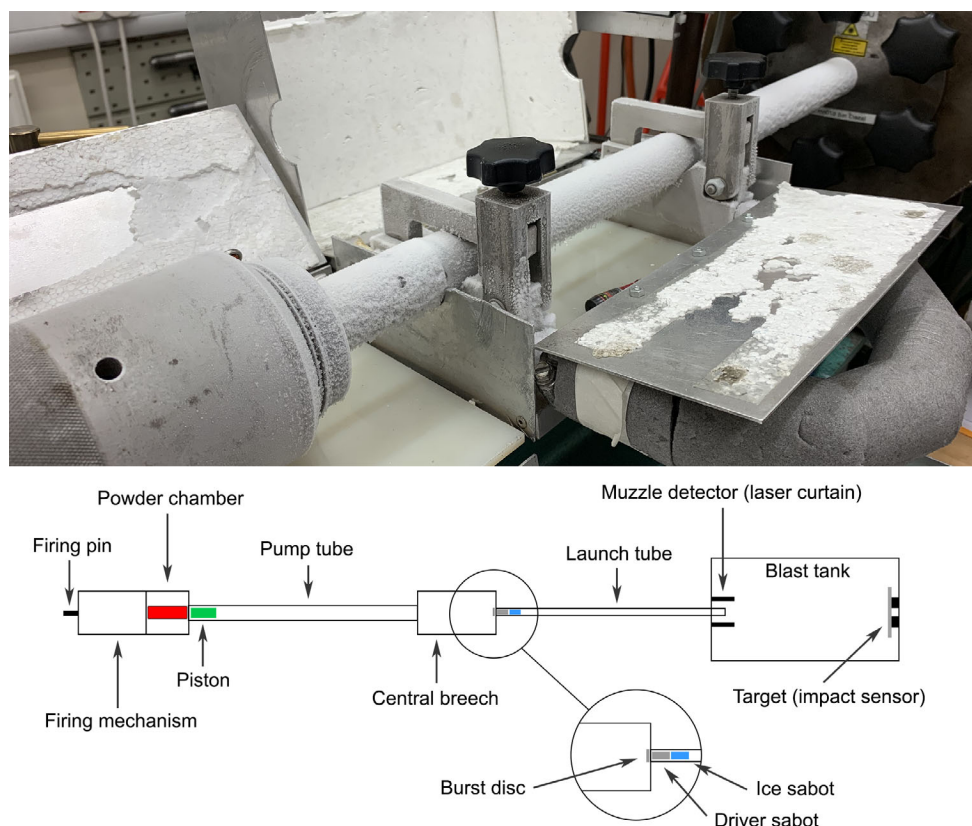 Powder chamber
Muzzle detector (laser curtain)
Firing pin
Pump tube
Launch tube
Blast tank
Piston
Central breech
Target (impact sensor)
Firing mechanism
Burst disc
Ice sabot
Driver sabot